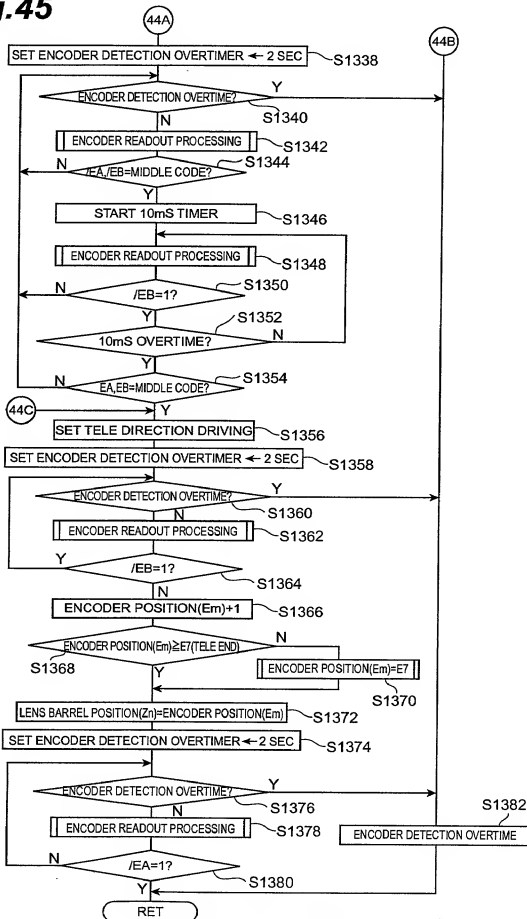 g.45
44A
44B
SET ENCODER DETECTION OVERTIMER ← 2 SEC
S1338
ENCODER DETECTION OVERTIME?
Y
S1340
N
ENCODER READOUT PROCESSING
S1342
N
/EA,/EB=MIDDLE CODE?
S1344
Y
START 10mS TIMER
S1346
ENCODER READOUT PROCESSING
S1348
N
/EB=1?
S1350
Y
S1352
10mS OVERTIME?
N
Y
N
EA,EB=MIDDLE CODE?
S1354
44C
Y
SET TELE DIRECTION DRIVING
S1356
SET ENCODER DETECTION OVERTIMER ← 2 SEC
S1358
ENCODER DETECTION OVERTIME?
Y
S1360
N
ENCODER READOUT PROCESSING
S1362
Y
/EB=1?
S1364
N
ENCODER POSITION(Em)+1
S1366
ENCODER POSITION(Em)≧E7(TELE END)
N
S1368
Y
ENCODER POSITION(Em)=E7
S1370
LENS BARREL POSITION(Zn)=ENCODER POSITION(Em)
S1372
SET ENCODER DETECTION OVERTIMER ← 2 SEC
S1374
ENCODER DETECTION OVERTIME?
Y
S1376
N
ENCODER READOUT PROCESSING
S1378
S1382
ENCODER DETECTION OVERTIME
N
/EA=1?
S1380
Y
RET